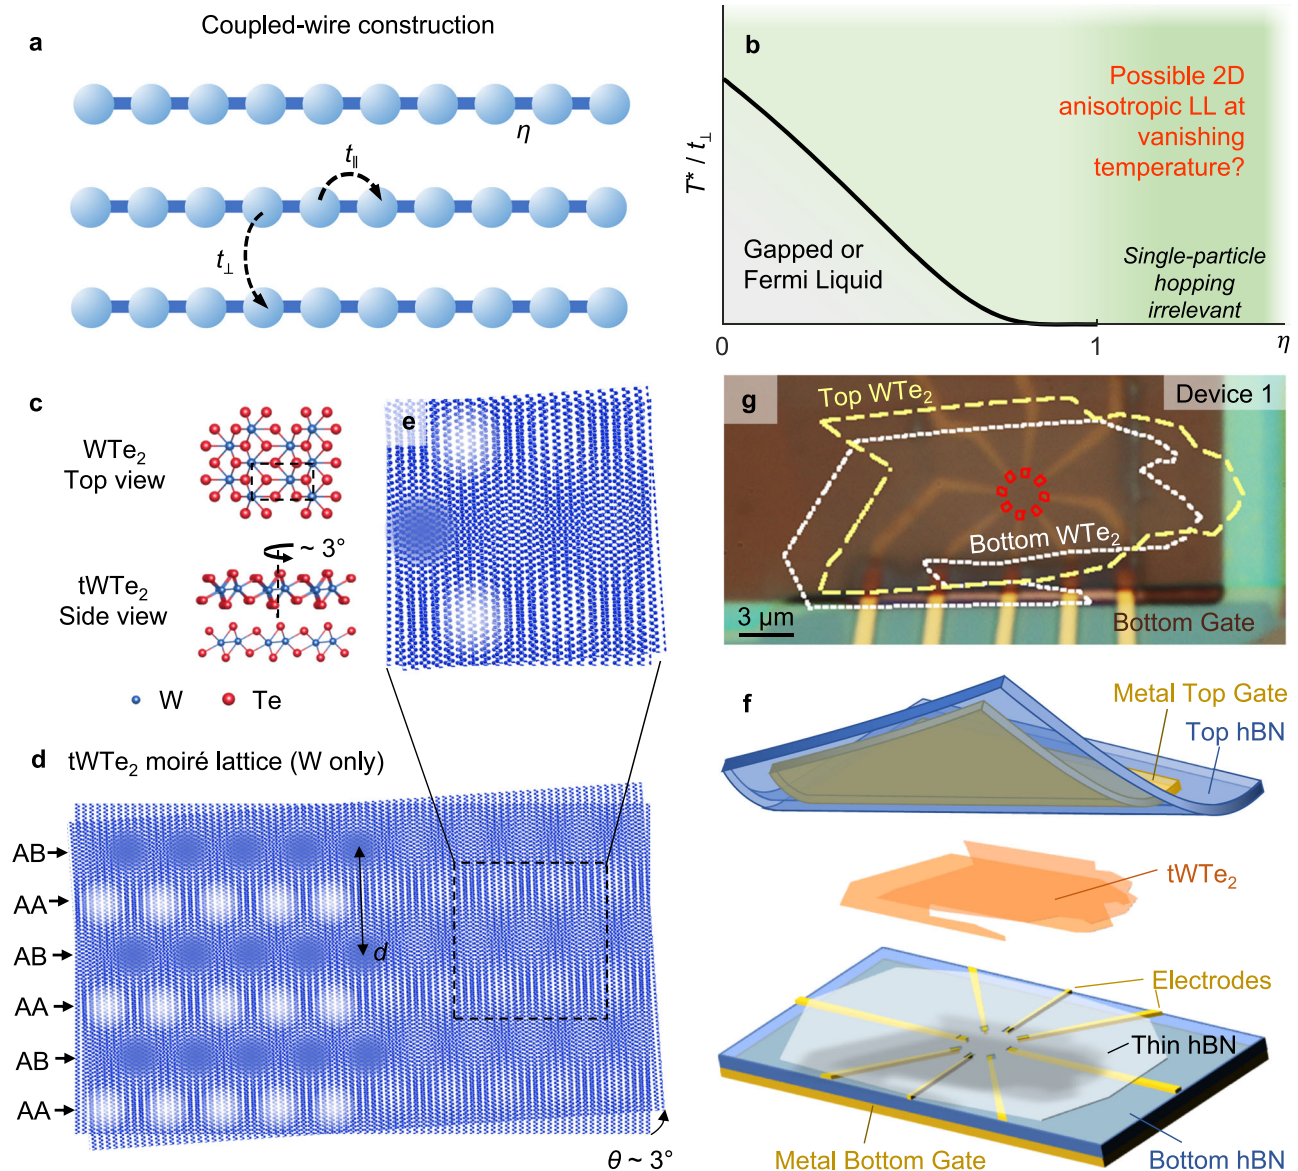 a
Coupled-wire construction
η
t∥
t⊥
b
T* / t⊥
Possible 2D
anisotropic LL at
vanishing
temperature?
Gapped or
Fermi Liquid
Single-particle
hopping
irrelevant
0
1
η
c
WTe₂
Top view
~ 3°
tWTe₂
Side view
W
Te
e
g
Top WTe₂
Device 1
Bottom WTe₂
3 µm
Bottom Gate
d
tWTe₂ moiré lattice (W only)
AB
AA
AB
AA
AB
AA
d
θ ~ 3°
f
Metal Top Gate
Top hBN
tWTe₂
Electrodes
Thin hBN
Metal Bottom Gate
Bottom hBN